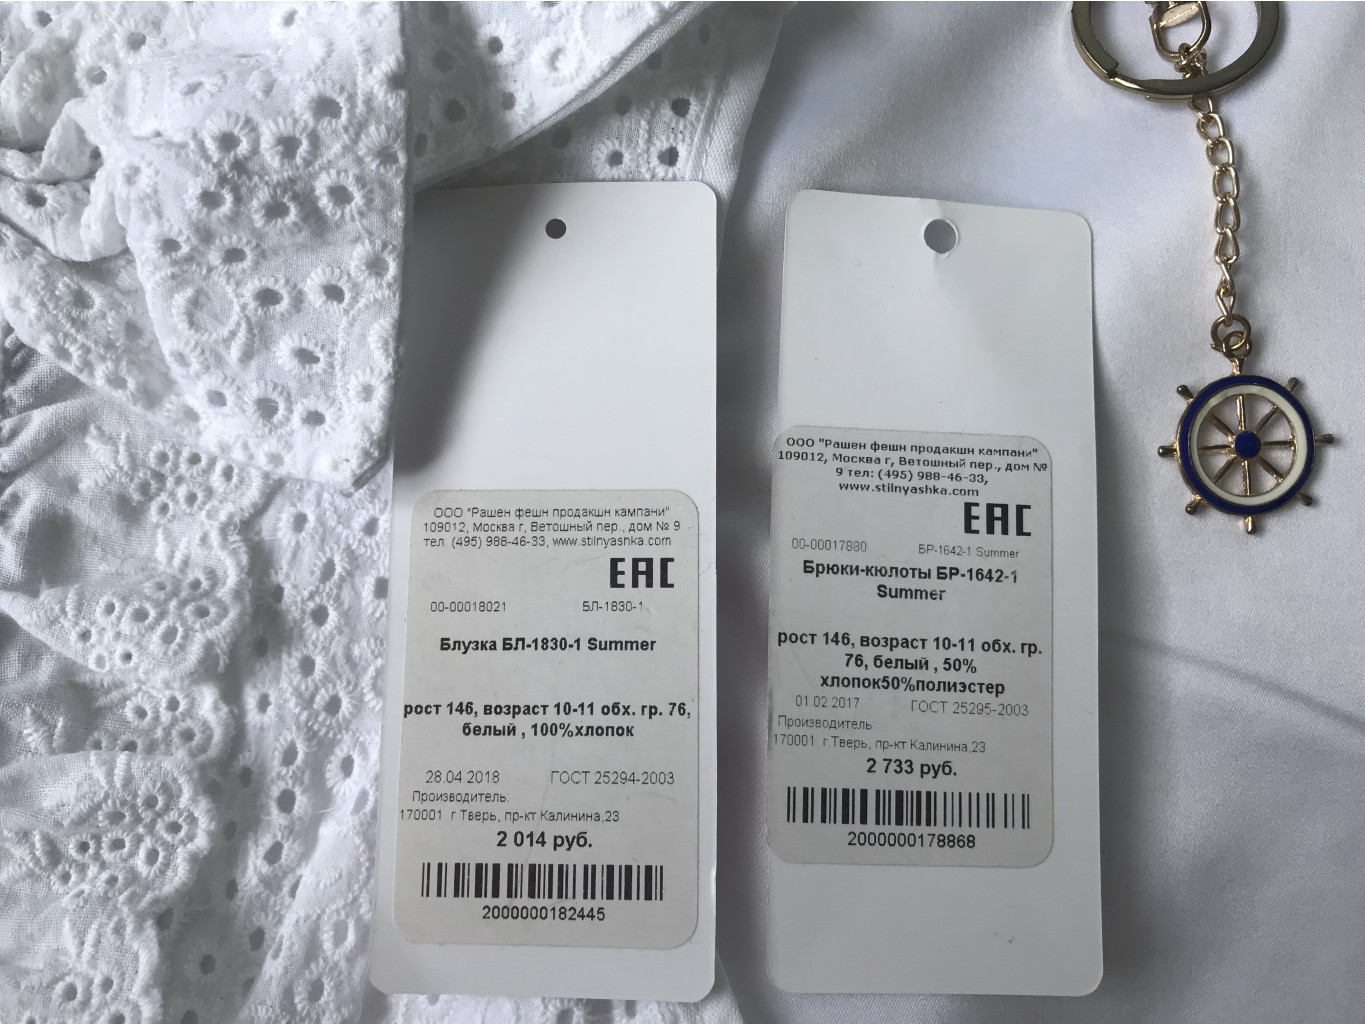 ООО "Рашен фешн продакшн кампани"
109012, Москва г, Ветошный пер., дом № 9
тел: (495) 988-46-33, www.stilnyashka.com
EAC
00-00018021 БЛ-1830-1
Блузка БЛ-1830-1 Summer
рост 146, возраст 10-11 обх. гр. 76,
белый , 100%хлопок
28.04 2018 ГОСТ 25294-2003
Производитель:
170001 г Тверь, пр-кт Калинина,23
2 014 руб.
2000000182445
ООО "Рашен фешн продакшн кампани"
109012, Москва г, Ветошный пер., дом №
9 тел: (495) 988-46-33,
www.stilnyashka.com
EAC
00-00017880 БР-1642-1 Summer
Брюки-кюлоты БР-1642-1
Summer
рост 146, возраст 10-11 обх. гр.
76, белый , 50%
хлопок50%полиэстер
01.02 2017 ГОСТ 25295-2003
Производитель
170001 г.Тверь, пр-кт Калинина,23
2 733 руб.
2000000178868